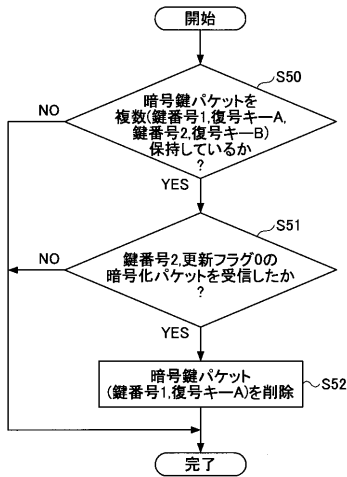 開始
S50
暗号鍵パケットを
複数(鍵番号1,復号キーA,
鍵番号2,復号キーB)
保持しているか
?
NO
YES
S51
鍵番号2,更新フラグ0の
暗号化パケットを受信したか
?
NO
YES
暗号鍵パケット
(鍵番号1,復号キーA)を削除
S52
完了